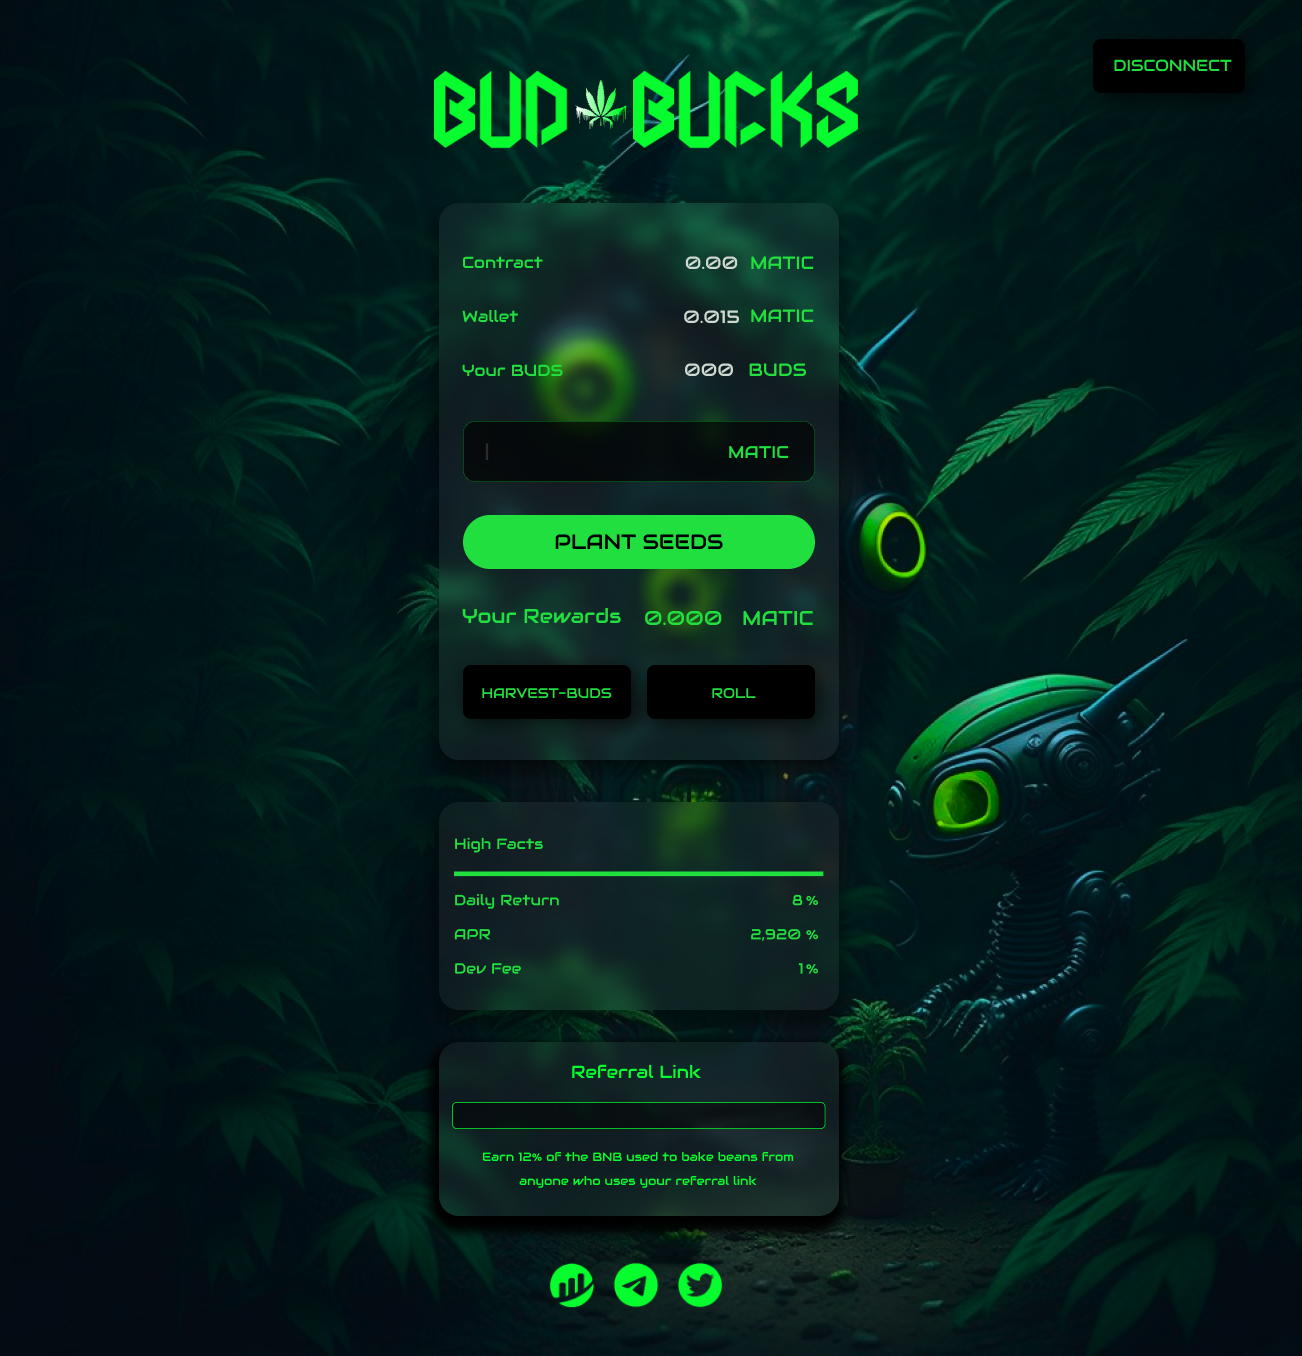 DISCONNECT
BUD BUCKS
Contract 0.00 MATIC
Wallet 0.015 MATIC
Your BUDS 000 BUDS
MATIC
PLANT SEEDS
Your Rewards 0.000 MATIC
HARVEST-BUDS ROLL
High Facts
Daily Return 8 %
APR 2,920 %
Dev Fee 1 %
Referral Link
Earn 12% of the BNB used to bake beans from
anyone who uses your referral link